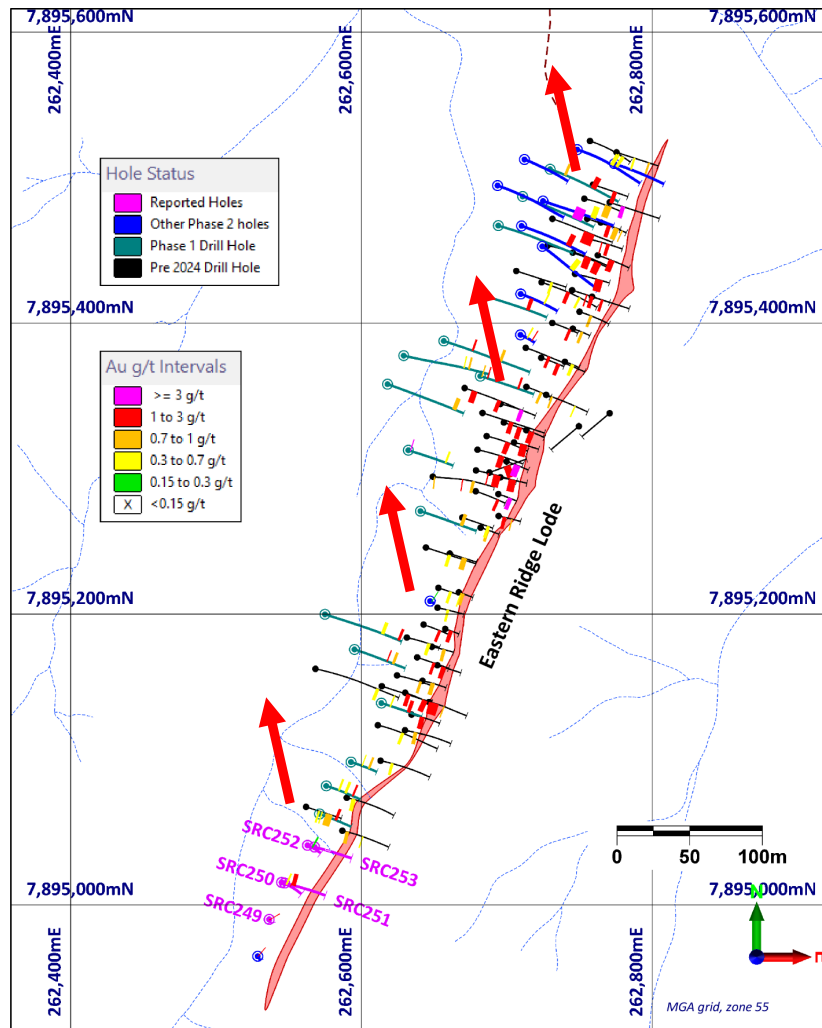 7,895,600mN
7,895,600mN
262,400mE
262,600mE
262,800mE
Hole Status
Reported Holes
Other Phase 2 holes
Phase 1 Drill Hole
Pre 2024 Drill Hole
7,895,400mN
7,895,400mN
Au g/t Intervals
>= 3 g/t
1 to 3 g/t
0.7 to 1 g/t
0.3 to 0.7 g/t
0.15 to 0.3 g/t
X <0.15 g/t
Eastern Ridge Lode
7,895,200mN
7,895,200mN
SRC252
SRC253
SRC250
SRC251
SRC249
0 50 100m
7,895,000mN
7,895,000mN
N
E
262,400mE
262,600mE
262,800mE
MGA grid, zone 55